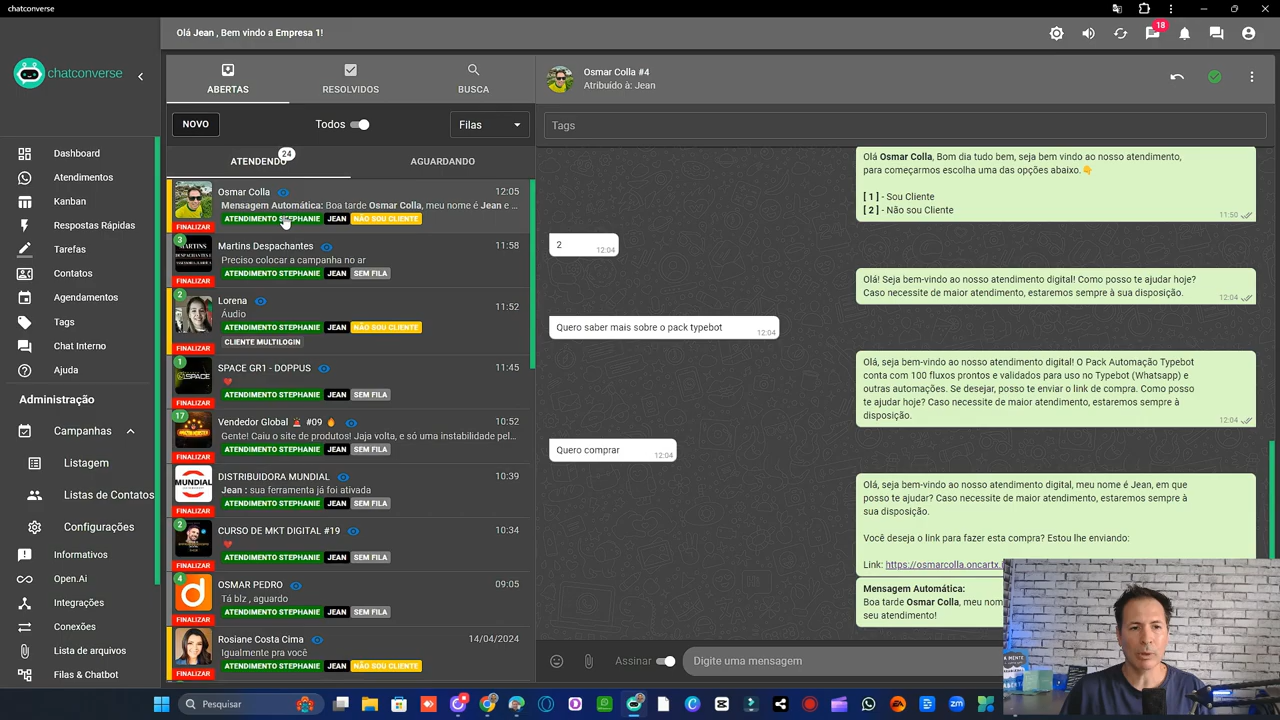 chatconverse
Olá Jean , Bem vindo a Empresa 1!
18
chatconverse
Dashboard
Atendimentos
Kanban
Respostas Rápidas
Tarefas
Contatos
Agendamentos
Tags
Chat Interno
Ajuda
Administração
Campanhas
Listagem
Listas de Contatos
Configurações
Informativos
Open.Ai
Integrações
Conexões
Lista de arquivos
Filas & Chatbot
ABERTAS
RESOLVIDOS
BUSCA
NOVO
Todos
Filas
ATENDENDO
24
AGUARDANDO
Osmar Colla
12:05
Mensagem Automática: Boa tarde Osmar Colla, meu nome é Jean e ...
FINALIZAR
ATENDIMENTO STEPHANIE JEAN NÃO SOU CLIENTE
3
Martins Despachantes
11:58
Preciso colocar a campanha no ar
MARTINS
DESPACHANTES
FINALIZAR
ATENDIMENTO STEPHANIE JEAN SEM FILA
2
Lorena
11:52
Áudio
ATENDIMENTO STEPHANIE JEAN NÃO SOU CLIENTE
CLIENTE MULTILOGIN
FINALIZAR
1
SPACE GR1 - DOPPUS
11:45
SPACE
ATENDIMENTO STEPHANIE JEAN SEM FILA
FINALIZAR
17
Vendedor Global 🚨 #09 🔥
10:52
Gente! Caiu o site de produtos! Jaja volta, e só uma instabilidade pel...
ATENDIMENTO STEPHANIE JEAN SEM FILA
FINALIZAR
DISTRIBUIDORA MUNDIAL
10:39
Jean : sua ferramenta já foi ativada
MUNDIAL
ATENDIMENTO STEPHANIE JEAN SEM FILA
FINALIZAR
2
CURSO DE MKT DIGITAL #19
10:34
ATENDIMENTO STEPHANIE JEAN SEM FILA
FINALIZAR
4
OSMAR PEDRO
09:05
Tá blz , aguardo
ATENDIMENTO STEPHANIE JEAN SEM FILA
FINALIZAR
Rosiane Costa Cima
14/04/2024
Igualmente pra você
ATENDIMENTO STEPHANIE JEAN NÃO SOU CLIENTE
FINALIZAR
Osmar Colla #4
Atribuído à: Jean
Tags
Olá Osmar Colla, Bom dia tudo bem, seja bem vindo ao nosso atendimento,
para começarmos escolha uma das opções abaixo.👇
[ 1 ] - Sou Cliente
[ 2 ] - Não sou Cliente
11:50
2
12:04
Olá! Seja bem-vindo ao nosso atendimento digital! Como posso te ajudar hoje?
Caso necessite de maior atendimento, estaremos sempre à sua disposição.
12:04
Quero saber mais sobre o pack typebot
12:04
Olá, seja bem-vindo ao nosso atendimento digital! O Pack Automação Typebot
conta com 100 fluxos prontos e validados para uso no Typebot (Whatsapp) e
outras automações. Se desejar, posso te enviar o link de compra. Como posso
te ajudar hoje? Caso necessite de maior atendimento, estaremos sempre à sua
disposição.
12:04
Quero comprar
12:04
Olá, seja bem-vindo ao nosso atendimento digital, meu nome é Jean, em que
posso te ajudar? Caso necessite de maior atendimento, estaremos sempre à
sua disposição.
Você deseja o link para fazer esta compra? Estou lhe enviando:
Link: https://osmarcolla.oncartx.
Mensagem Automática:
Boa tarde Osmar Colla, meu nom
seu atendimento!
Assinar
Digite uma mensagem
Pesquisar
zm